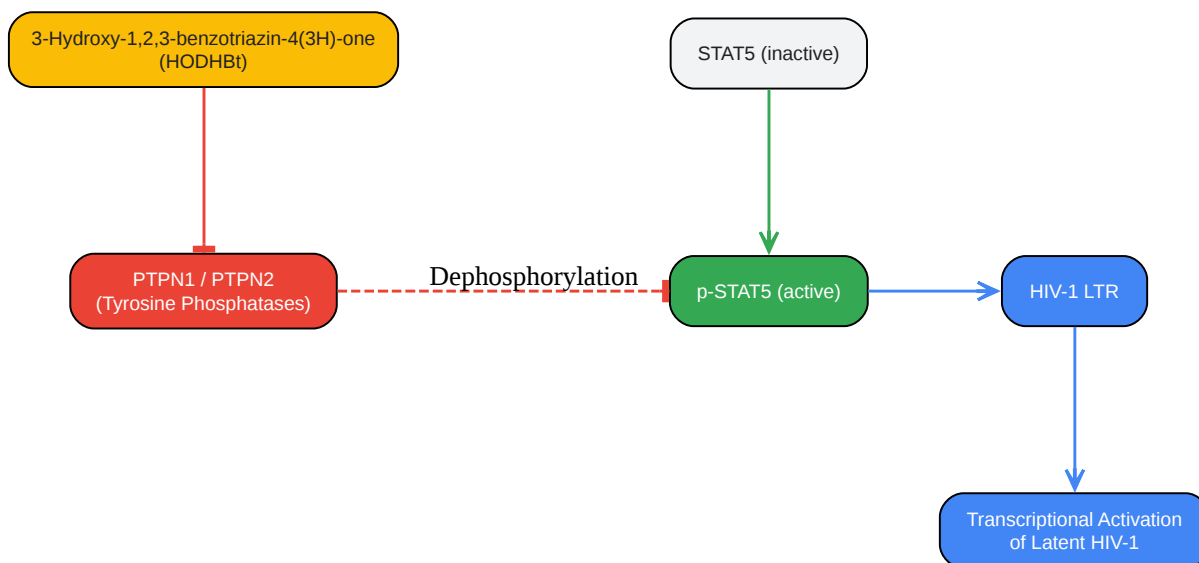 3-Hydroxy-1,2,3-benzotriazin-4(3H)-one
(HODHBt)
STAT5 (inactive)
PTPN1 / PTPN2
(Tyrosine Phosphatases)
Dephosphorylation
p-STAT5 (active)
HIV-1 LTR
Transcriptional Activation
of Latent HIV-1